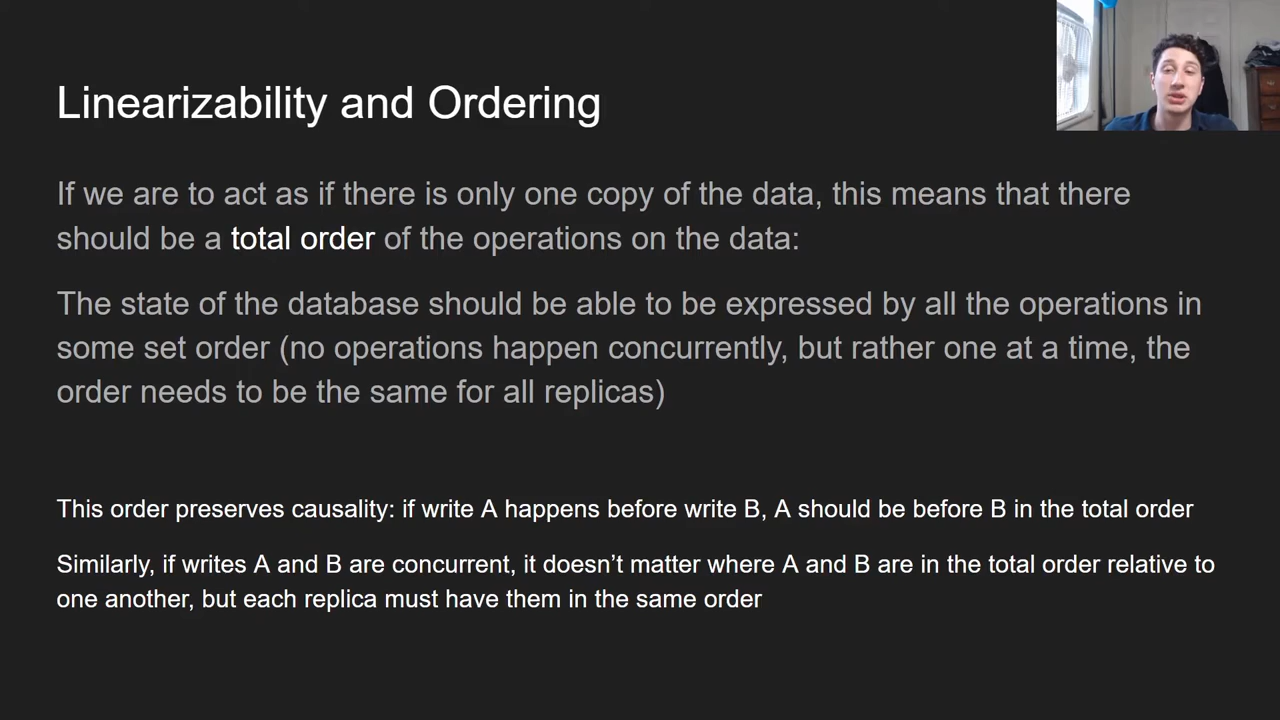 Linearizability and Ordering
If we are to act as if there is only one copy of the data, this means that there
should be a total order of the operations on the data:
The state of the database should be able to be expressed by all the operations in
some set order (no operations happen concurrently, but rather one at a time, the
order needs to be the same for all replicas)
This order preserves causality: if write A happens before write B, A should be before B in the total order
Similarly, if writes A and B are concurrent, it doesn’t matter where A and B are in the total order relative to
one another, but each replica must have them in the same order